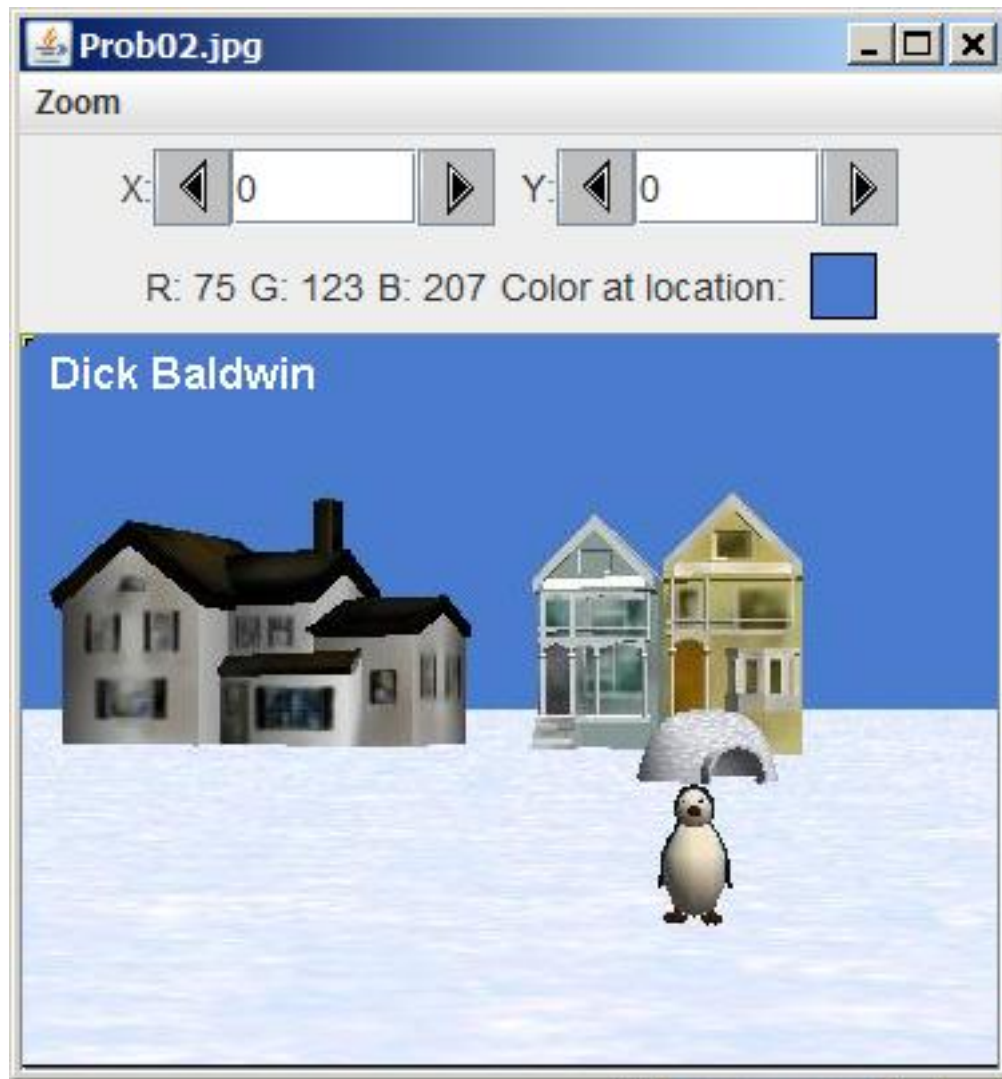 Prob02.jpg
Zoom
X: 0 Y: 0
R: 75 G: 123 B: 207 Color at location:
Dick Baldwin